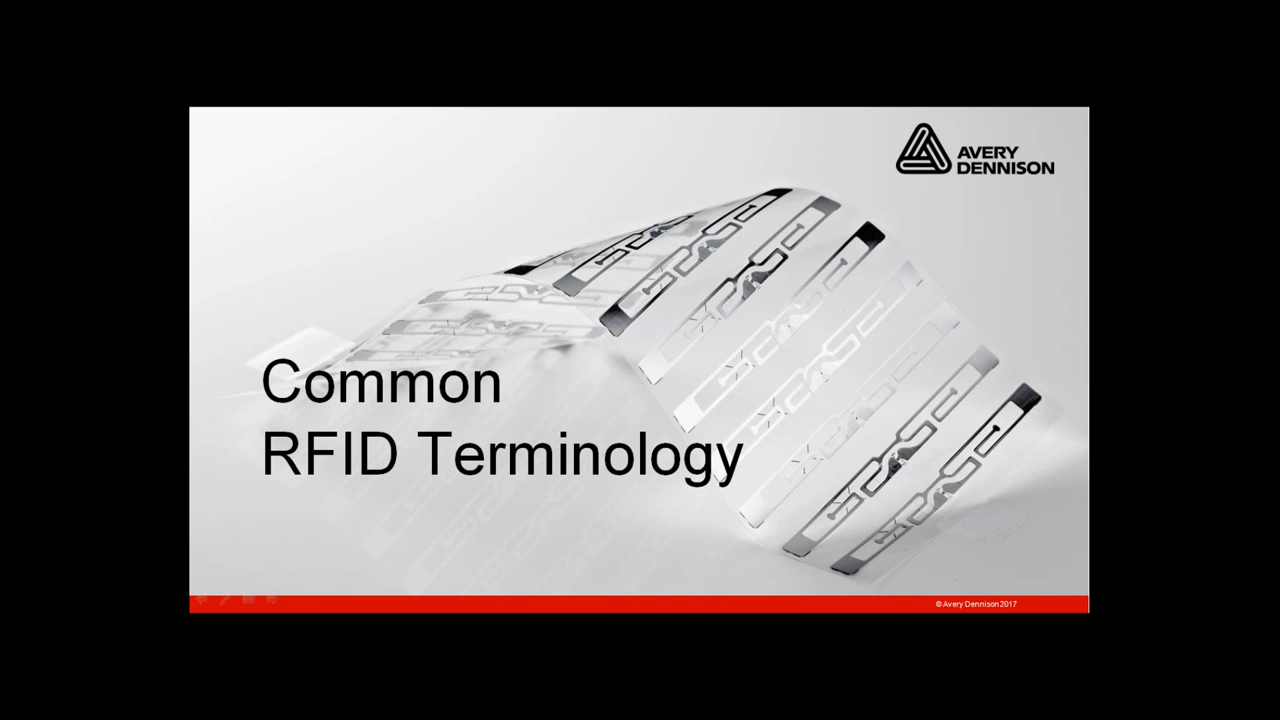 AVERY
DENNISON
Common
RFID Terminology
© Avery Dennison 2017